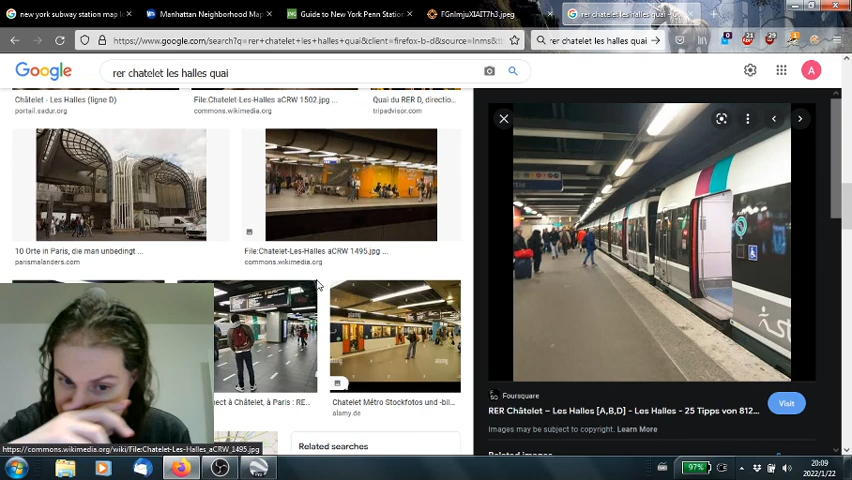 new york subway station map l
Manhattan Neighborhood Map
Guide to New York Penn Station
FGnImjuXIAIT7h3.jpeg
rer chatelet les halles quai - G
https://www.google.com/search?q=rer+chatelet+les+halles+quai&client=firefox-b-d&source=lnms&t
rer chatelet les halles quai
Google
rer chatelet les halles quai
A
Châtelet - Les Halles (ligne D)
portail.sadur.org
File:Chatelet-Les-Halles aCRW 1502.jpg ...
commons.wikimedia.org
Quai du RER D, directio...
tripadvisor.com
10 Orte in Paris, die man unbedingt ...
parismalanders.com
File:Chatelet-Les-Halles aCRW 1495.jpg ...
commons.wikimedia.org
ect à Châtelet, à Paris : RE...
Chatelet Métro Stockfotos und -bil...
alamy.de
Related searches
Foursquare
RER Châtelet – Les Halles [A,B,D] - Les Halles - 25 Tipps von 812...
Visit
Images may be subject to copyright. Learn More
Related images
https://commons.wikimedia.org/wiki/File:Chatelet-Les-Halles_aCRW_1495.jpg
97%
20:09
2022/1/22